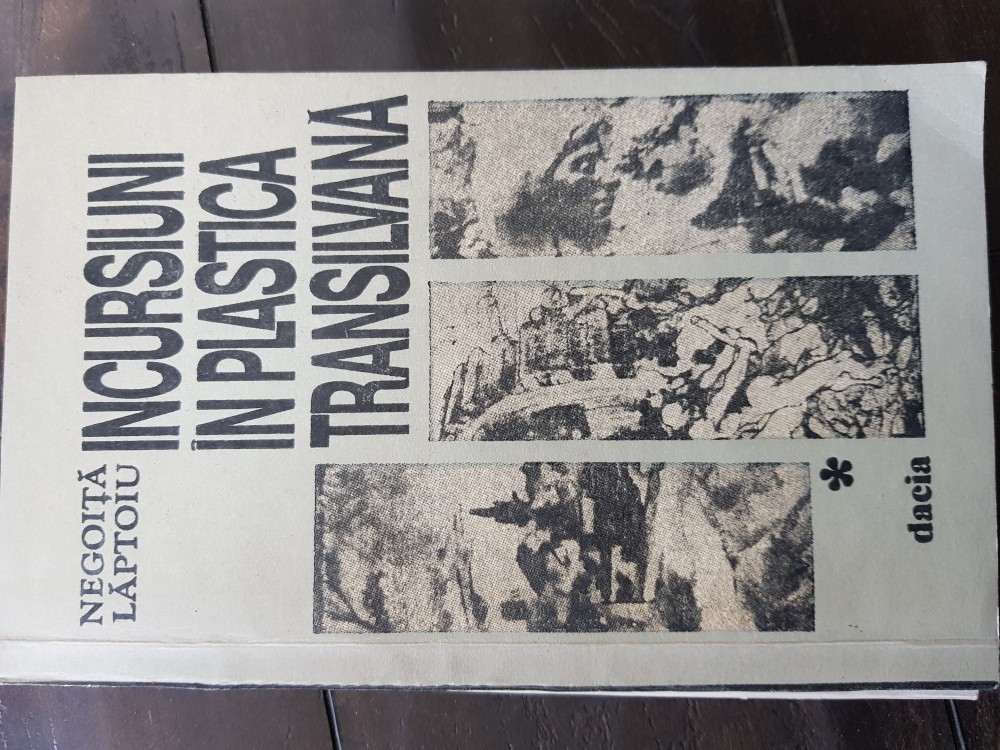 NEGOIȚĂ
LĂPTOIU
INCURSIUNI
ÎN PLASTICA
TRANSILVANĂ
*
dacia